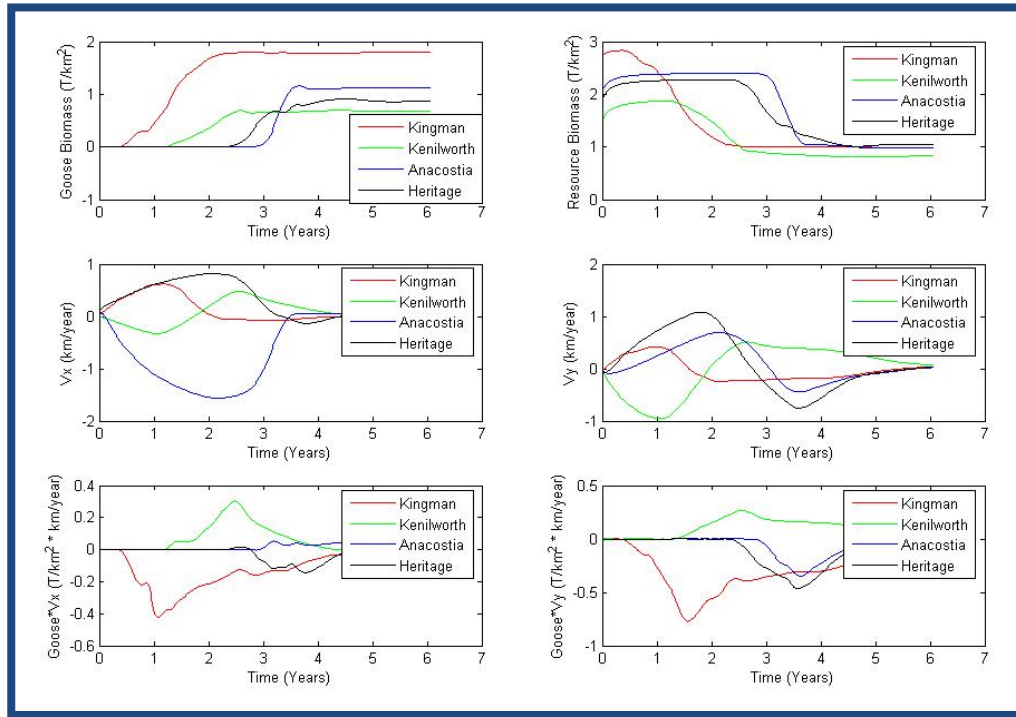 Goose Biomass (T/km²)
2
1
0
-1
0 1 2 3 4 5 6 7
Time (Years)
Kingman
Kenilworth
Anacostia
Heritage
Resource Biomass (T/km²)
3
2
1
0
0 1 2 3 4 5 6 7
Time (Years)
Kingman
Kenilworth
Anacostia
Heritage
Vx (km/year)
1
0
-1
-2
0 1 2 3 4 5 6 7
Time (Years)
Kingman
Kenilworth
Anacostia
Heritage
Vy (km/year)
2
1
0
-1
0 1 2 3 4 5 6 7
Time (Years)
Kingman
Kenilworth
Anacostia
Heritage
Goose*Vx (T/km² * km/year)
0.4
0.2
0
-0.2
-0.4
-0.6
0 1 2 3 4 5 6 7
Time (Years)
Kingman
Kenilworth
Anacostia
Heritage
Goose*Vy (T/km² * km/year)
0.5
0
-0.5
-1
0 1 2 3 4 5 6 7
Time (Years)
Kingman
Kenilworth
Anacostia
Heritage